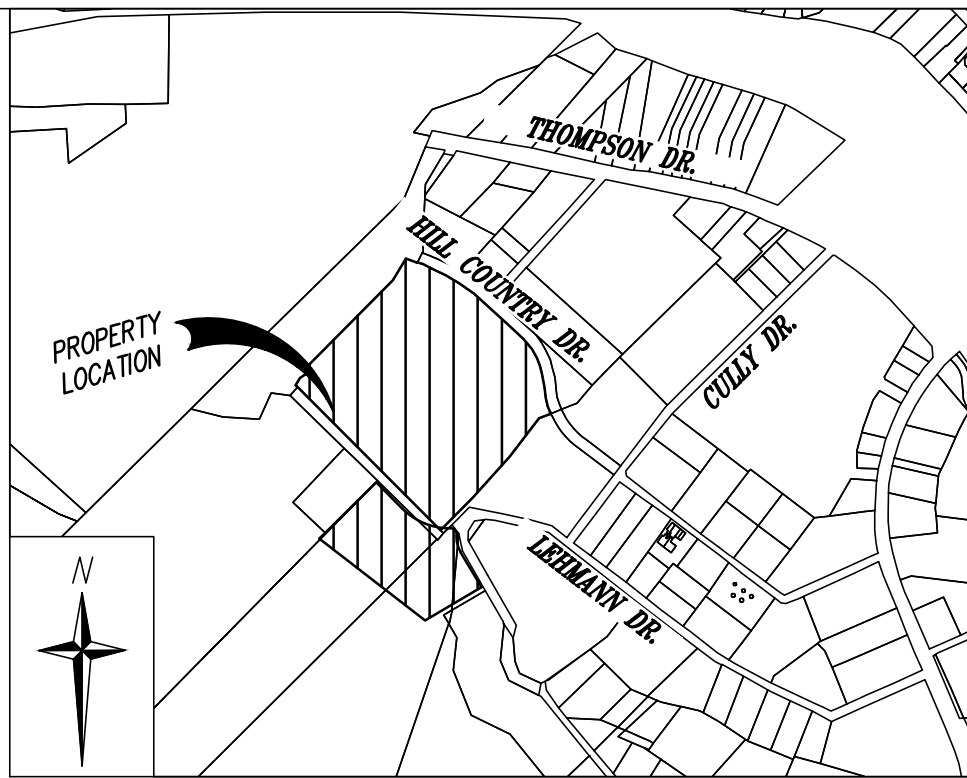 THOMPSON DR.
HILL COUNTRY DR.
PROPERTY
LOCATION
CULLY DR.
LEHMANN DR.
N